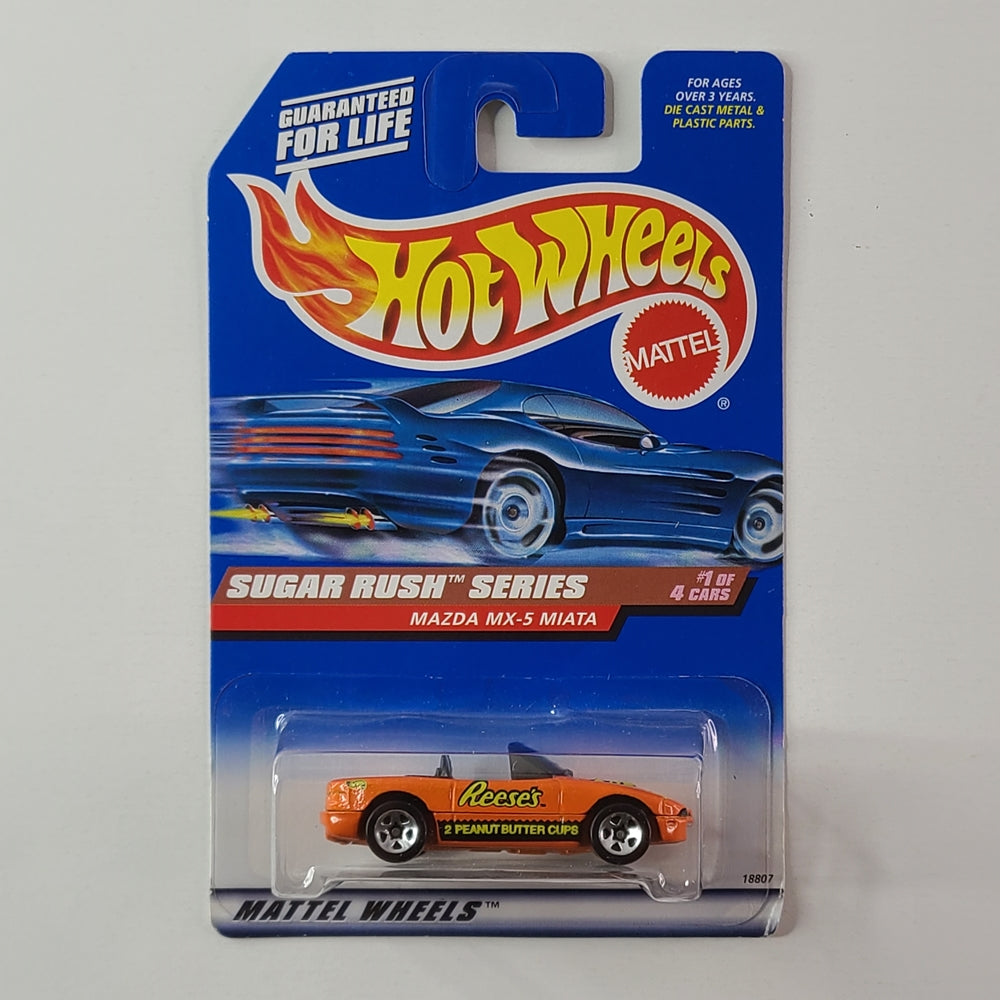 GUARANTEED
FOR LIFE
FOR AGES
OVER 3 YEARS.
DIE CAST METAL &
PLASTIC PARTS.
HOT WHEELS
MATTEL
®
SUGAR RUSH™ SERIES
#1 OF
4 CARS
MAZDA MX-5 MIATA
Reese's
2 PEANUT BUTTER CUPS
18807
MATTEL WHEELS™